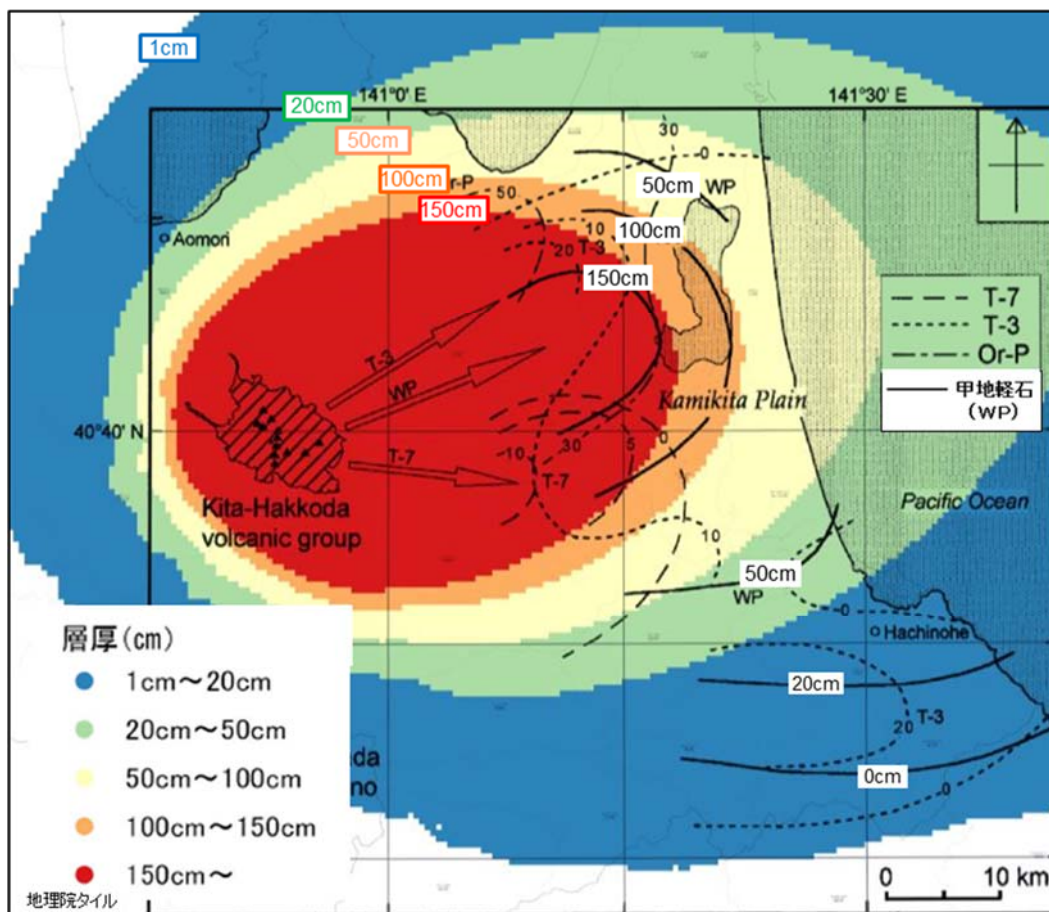 1cm
20cm
141°0' E
141°30' E
50cm
100cm
Or-P
150cm
30
0
50
50cm
WP
100cm
10
20
T-3
150cm
Aomori
T-7
T-3
Or-P
甲地軽石
(WP)
T-3
WP
Kamikita Plain
40°40' N
T-7
10
30
5
0
T-7
Kita-Hakkoda
volcanic group
Pacific Ocean
10
50cm
WP
0
Hachinohe
20cm
T-3
20
0cm
0
層厚(cm)
1cm～20cm
20cm～50cm
50cm～100cm
100cm～150cm
150cm～
地理院タイル
0
10 km